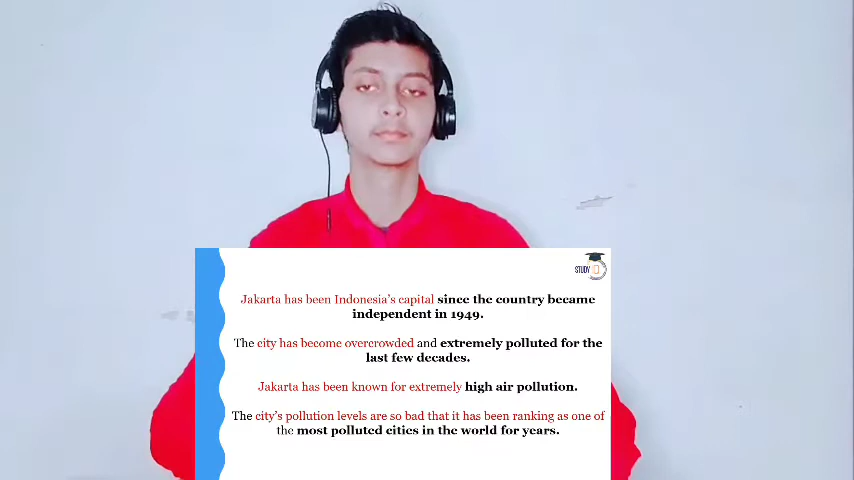 STUDY
Jakarta has been Indonesia's capital since the country became
independent in 1949.
The city has become overcrowded and extremely polluted for the
last few decades.
Jakarta has been known for extremely high air pollution.
The city's pollution levels are so bad that it has been ranking as one of
the most polluted cities in the world for years.